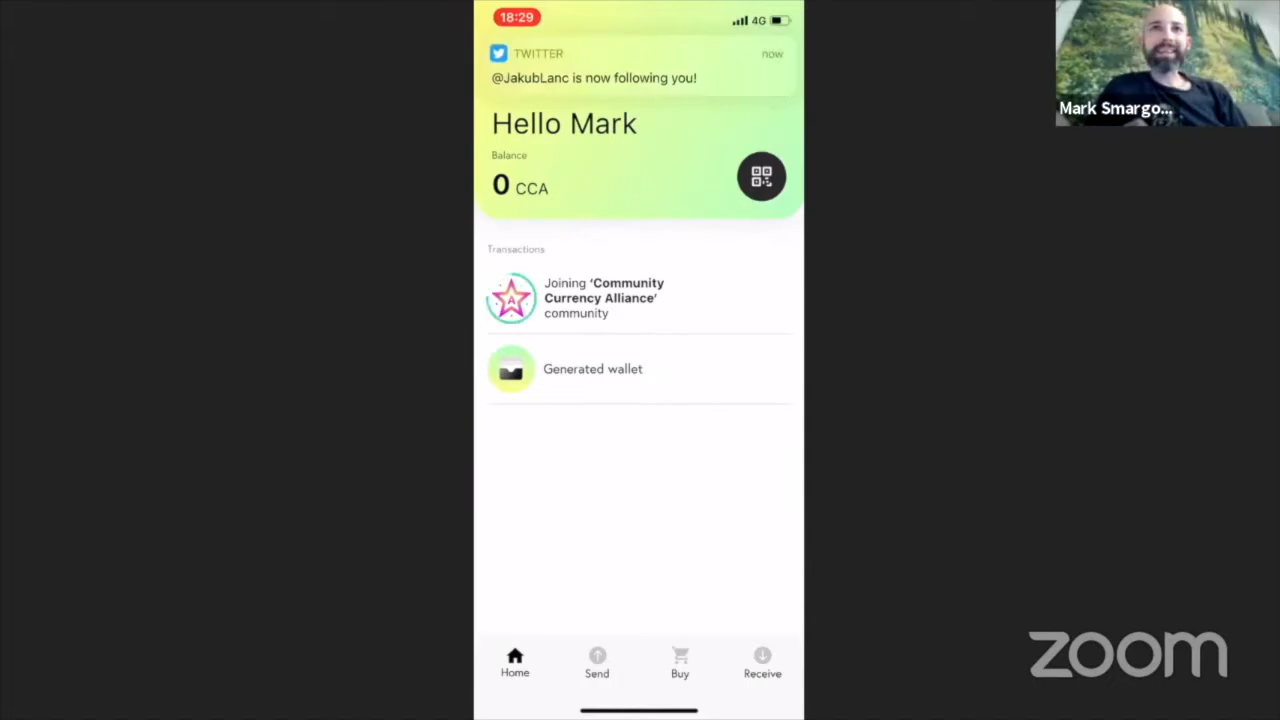 18:29
4G
TWITTER
now
@JakubLanc is now following you!
Hello Mark
Balance
0 CCA
Transactions
A
Joining ‘Community
Currency Alliance’
community
Generated wallet
Home
Send
Buy
Receive
Mark Smargo...
zoom